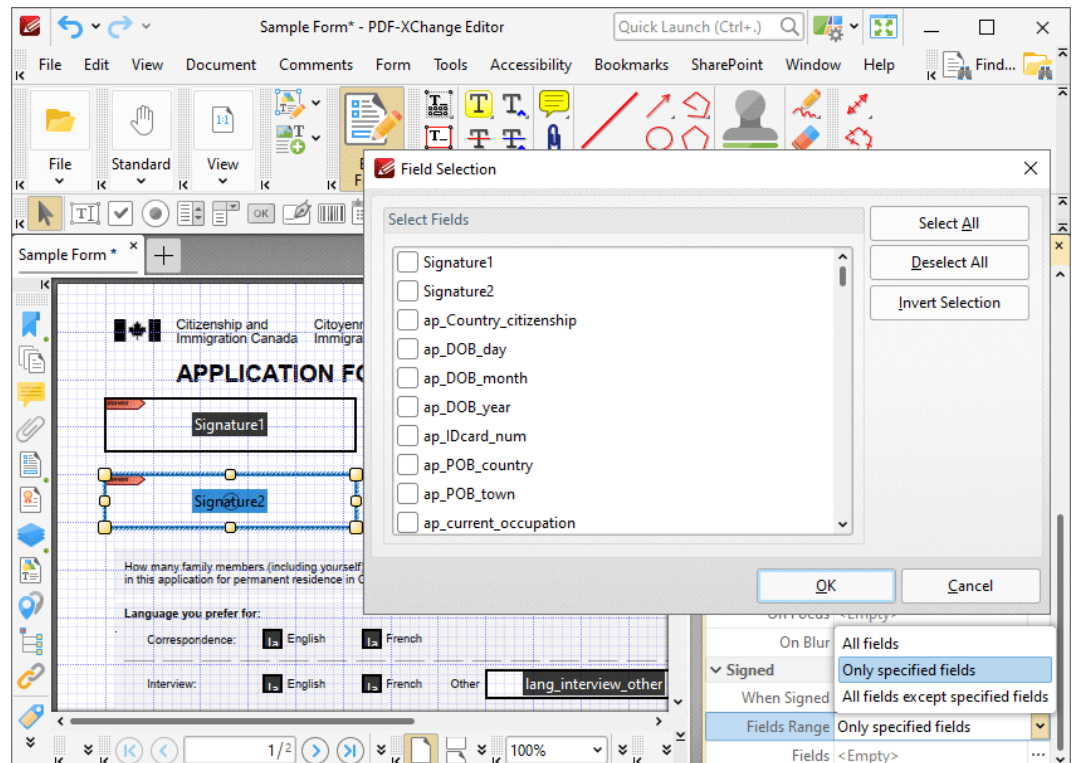 Sample Form* - PDF-XChange Editor
Quick Launch (Ctrl+.)
File Edit View Document Comments Form Tools Accessibility Bookmarks SharePoint Window Help Find...
File Standard View
Field Selection
Select Fields
Signature1
Signature2
ap_Country_citizenship
ap_DOB_day
ap_DOB_month
ap_DOB_year
ap_IDcard_num
ap_POB_country
ap_POB_town
ap_current_occupation
Select All
Deselect All
Invert Selection
OK Cancel
OK
Sample Form *
Citizenship and
Immigration Canada
APPLICATION
Signature1
Signature2
How many family members (including yourself)
in this application for permanent residence in
Language you prefer for:
Correspondence: English French
Interview: English French Other lang_interview_other
1/2
100%
On Focus <Empty>
On Blur
All fields
Only specified fields
All fields except specified fields
Signed
When Signed
Fields Range Only specified fields
Fields <Empty>